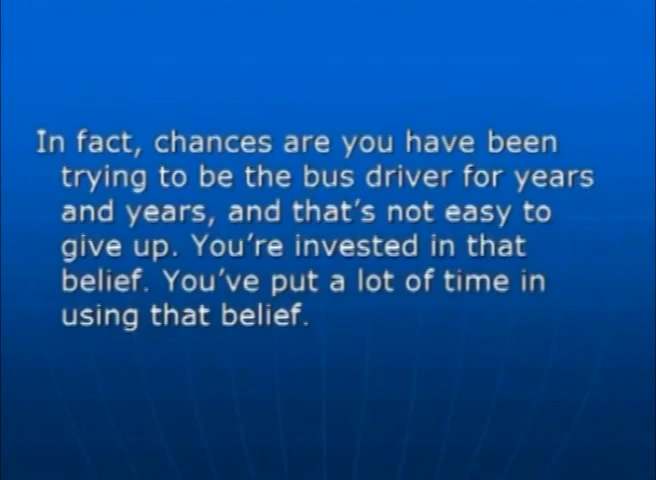 In fact, chances are you have been
trying to be the bus driver for years
and years, and that's not easy to
give up. You're invested in that
belief. You've put a lot of time in
using that belief.